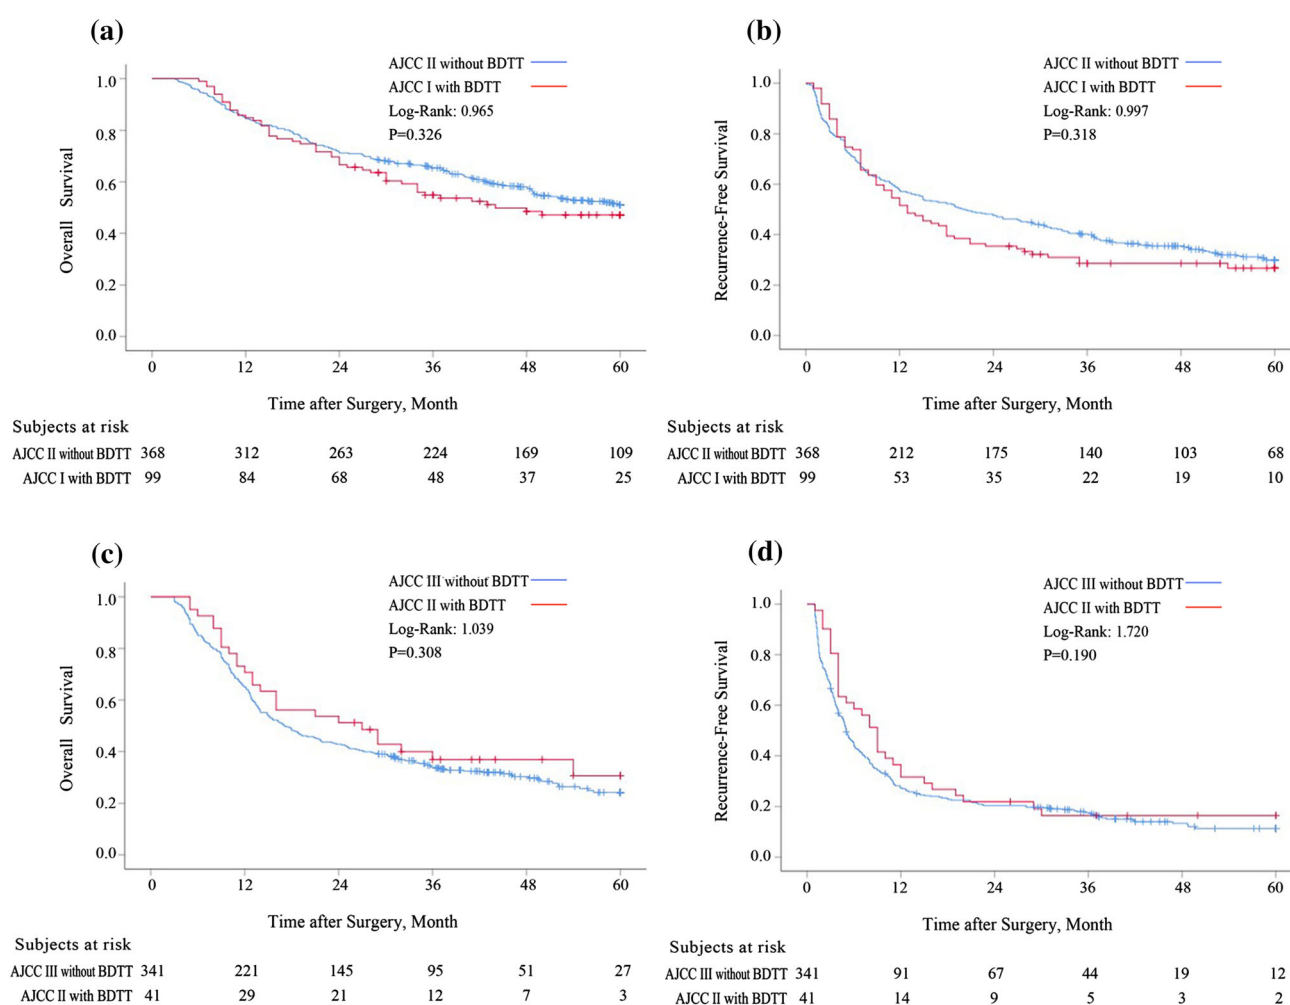 (a)
AJCC II without BDTT
AJCC I with BDTT
Log-Rank: 0.965
P=0.326
1.0
0.8
0.6
0.4
0.2
0.0
Overall Survival
0 12 24 36 48 60
Time after Surgery, Month
Subjects at risk
AJCC II without BDTT 368 312 263 224 169 109
AJCC I with BDTT 99 84 68 48 37 25
(b)
AJCC II without BDTT
AJCC I with BDTT
Log-Rank: 0.997
P=0.318
1.0
0.8
0.6
0.4
0.2
0.0
Recurrence-Free Survival
0 12 24 36 48 60
Time after Surgery, Month
Subjects at risk
AJCC II without BDTT 368 212 175 140 103 68
AJCC I with BDTT 99 53 35 22 19 10
(c)
AJCC III without BDTT
AJCC II with BDTT
Log-Rank: 1.039
P=0.308
1.0
0.8
0.6
0.4
0.2
0.0
Overall Survival
0 12 24 36 48 60
Time after Surgery, Month
Subjects at risk
AJCC III without BDTT 341 221 145 95 51 27
AJCC II with BDTT 41 29 21 12 7 3
(d)
AJCC III without BDTT
AJCC II with BDTT
Log-Rank: 1.720
P=0.190
1.0
0.8
0.6
0.4
0.2
0.0
Recurrence-Free Survival
0 12 24 36 48 60
Time after Surgery, Month
Subjects at risk
AJCC III without BDTT 341 91 67 44 19 12
AJCC II with BDTT 41 14 9 5 3 2